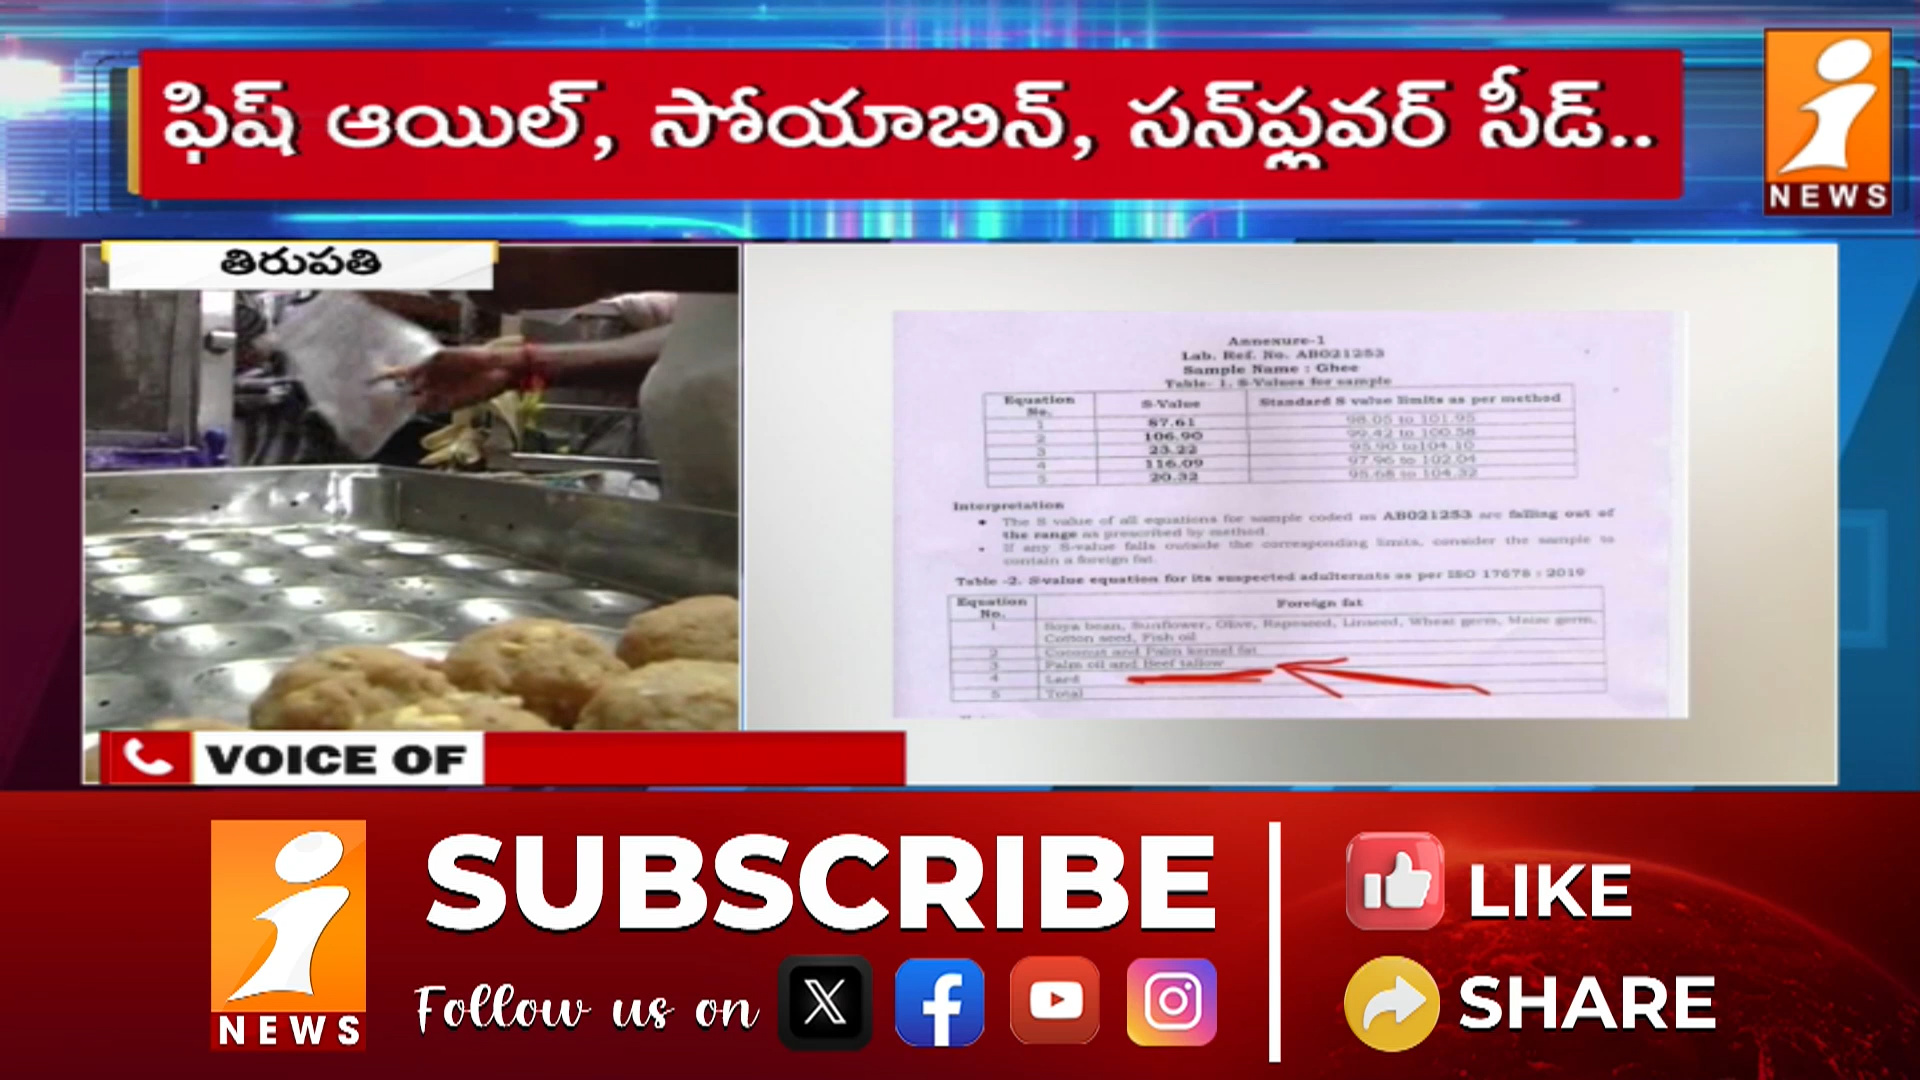 ఫిష్ ఆయిల్, సోయాబిన్, సన్‌ఫ్లవర్ సీడ్..
i
NEWS
తిరుపతి
Annexure-1
Lab. Ref. No. AB021253
Sample Name : Ghee
Table- 1. S-Values for sample
Equation No. S-Value Standard S value limits as per method
1 87.61 98.05 to 101.95
2 106.90 99.42 to 100.58
3 23.22 95.90 to104.10
4 116.09 97.96 to 102.04
5 20.32 95.68 to 104.32
Interpretation
• The S value of all equations for sample coded as AB021253 are falling out of
the range as prescribed by method.
• If any S-value falls outside the corresponding limits, consider the sample to
contain a foreign fat.
Table -2. S-value equation for its suspected adulterants as per ISO 17678 : 2019
Equation No. Foreign fat
1 Soya bean, Sunflower, Olive, Rapeseed, Linseed, Wheat germ, Maize germ,
Cotton seed, Fish oil
2 Coconut and Palm kernel fat
3 Palm oil and Beef tallow
4 Lard
5 Total
VOICE OF
i
NEWS
SUBSCRIBE
Follow us on
LIKE
SHARE